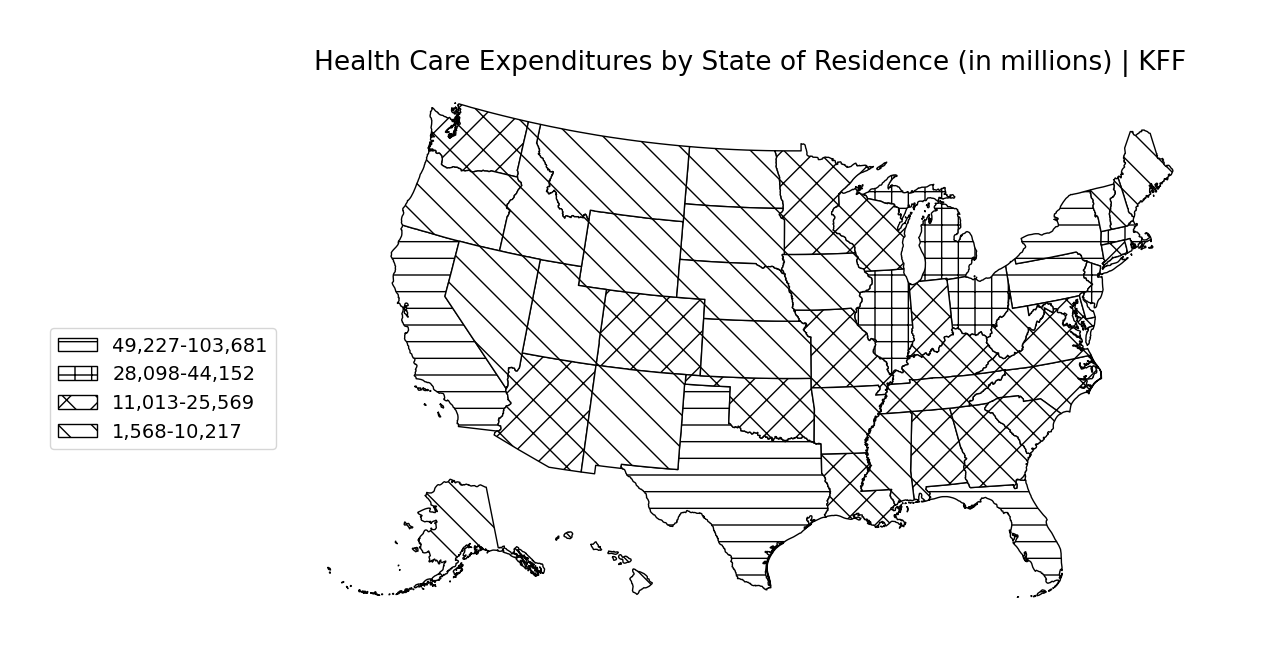 Health Care Expenditures by State of Residence (in millions) | KFF
49,227-103,681
28,098-44,152
11,013-25,569
1,568-10,217